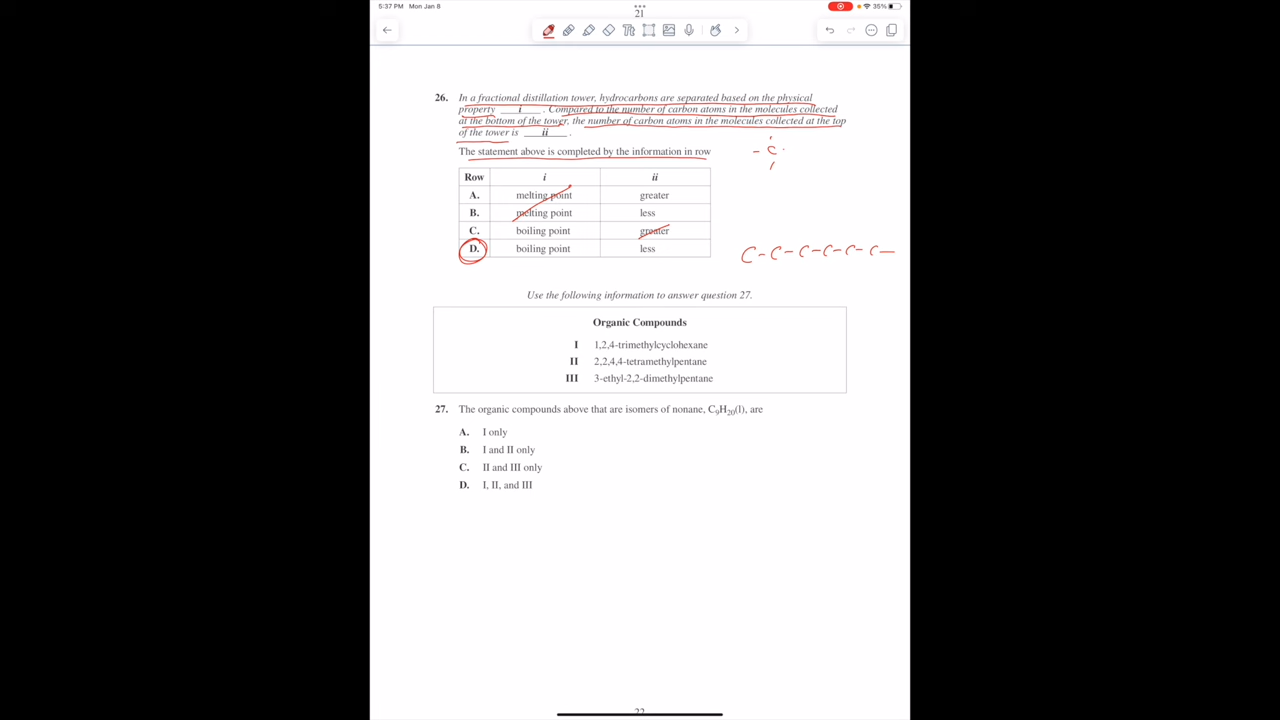 5:37 PM Mon Jan 8
35%
21
26. In a fractional distillation tower, hydrocarbons are separated based on the physical
property i . Compared to the number of carbon atoms in the molecules collected
at the bottom of the tower, the number of carbon atoms in the molecules collected at the top
of the tower is ii .
The statement above is completed by the information in row
- C
Row i ii
A. melting point greater
B. melting point less
C. boiling point greater
D. boiling point less
C-C-C-C-C-C-
Use the following information to answer question 27.
Organic Compounds
I 1,2,4-trimethylcyclohexane
II 2,2,4,4-tetramethylpentane
III 3-ethyl-2,2-dimethylpentane
27. The organic compounds above that are isomers of nonane, C₉H₂₀(l), are
A. I only
B. I and II only
C. II and III only
D. I, II, and III
22